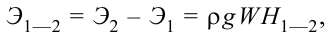 Э₁—₂ = Э₂ – Э₁ = ρgWH₁—₂,